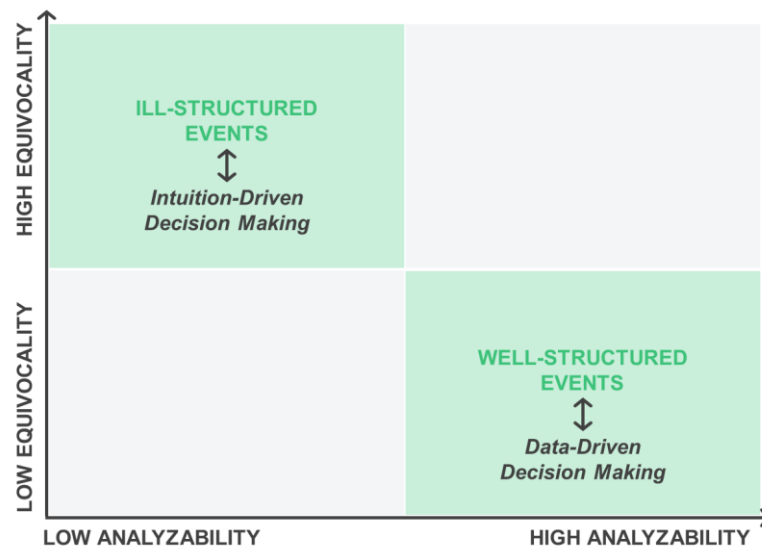 HIGH EQUIVOCALITY
ILL-STRUCTURED
EVENTS
Intuition-Driven
Decision Making
LOW EQUIVOCALITY
WELL-STRUCTURED
EVENTS
Data-Driven
Decision Making
LOW ANALYZABILITY
HIGH ANALYZABILITY